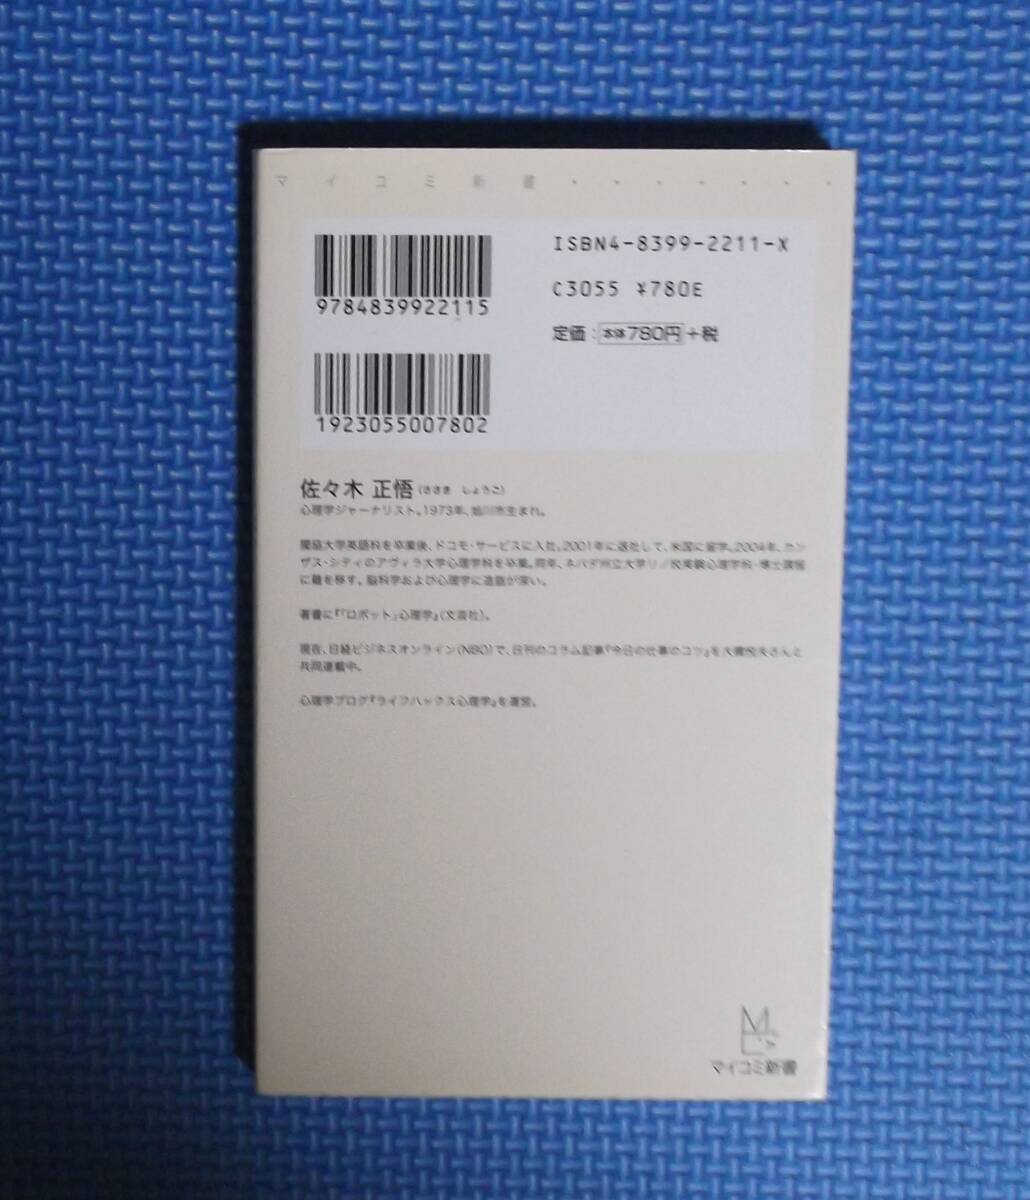 マイコミ新書・・・・・・・
ISBN4-8399-2211-X
9784839922115
C3055 ¥780E
定価:本体780円+税
1923055007802
佐々木 正悟(ささき しょうご)
心理学ジャーナリスト。1973年、旭川市生まれ。
獨協大学英語科を卒業後、ドコモ・サービスに入社。2001年に退社して、米国に留学。2004年、カン
ザス・シティのアヴィラ大学心理学科を卒業。同年、ネバダ州立大学リノ校実験心理学科・博士課程
に籍を移す。脳科学および心理学に造詣が深い。
著書に『「ロボット」心理学』(文芸社)。
現在、日経ビジネスオンライン(NBO)で、日刊のコラム記事『今日の仕事のコツ』を大橋悦夫さんと
共同連載中。
心理学ブログ『ライフハックス心理学』を運営。
マイコミ新書